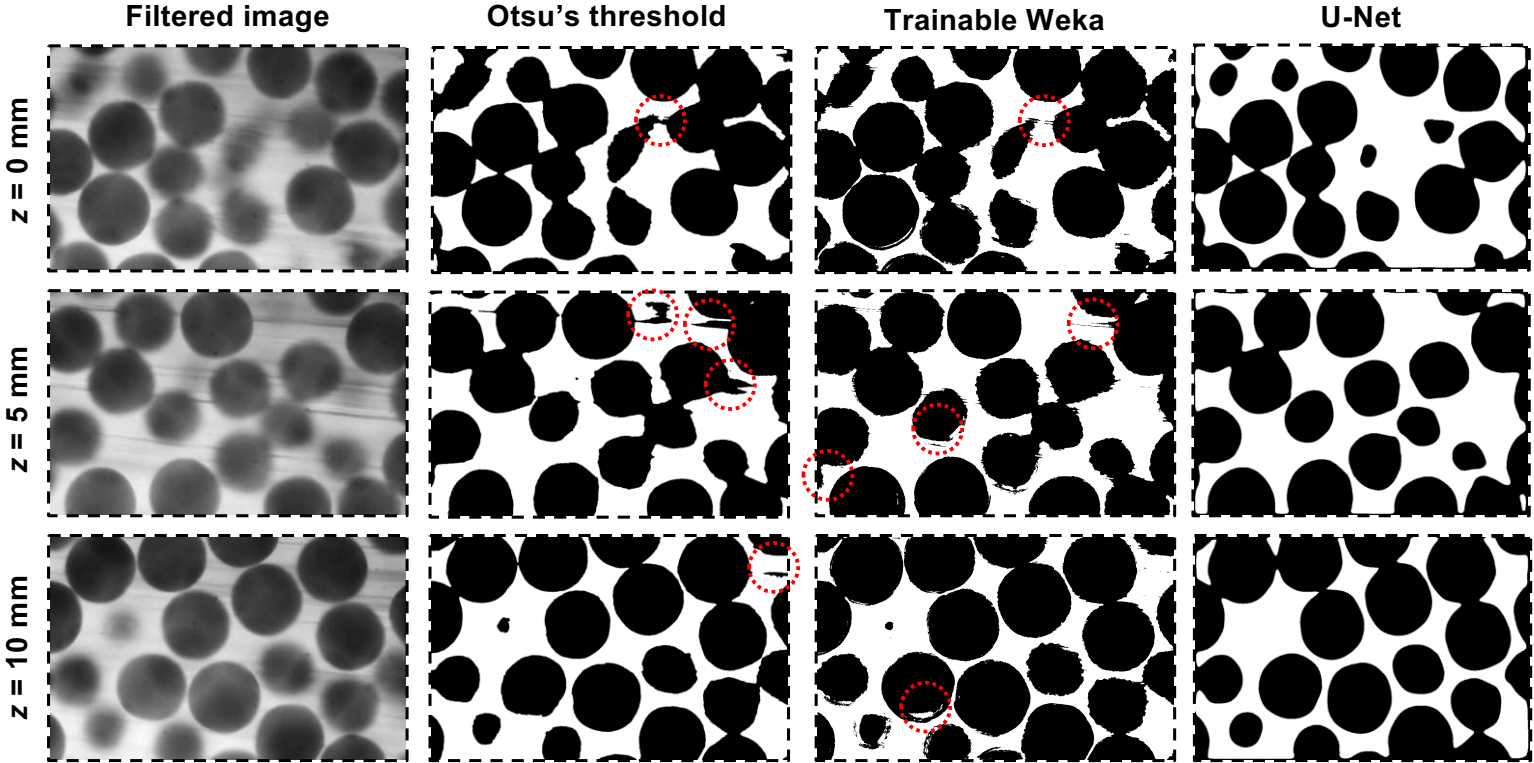 Filtered image
Otsu's threshold
Trainable Weka
U-Net
z = 0 mm
z = 5 mm
z = 10 mm